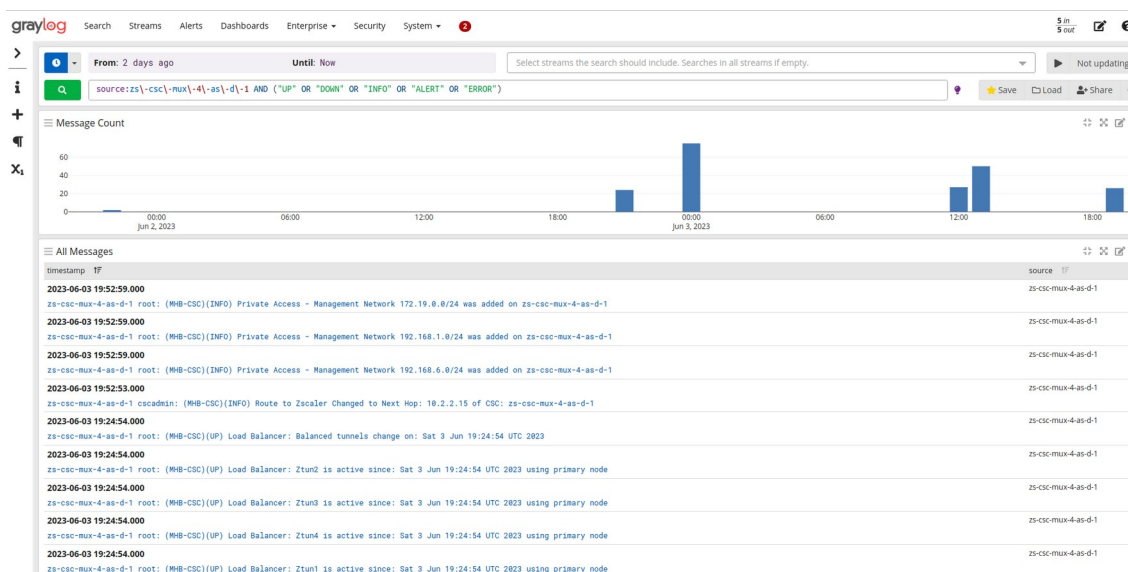 graylog Search Streams Alerts Dashboards Enterprise Security System 2 5 in
5 out
From: 2 days ago Until: Now Select streams the search should include. Searches in all streams if empty. Not updating
source:zs\-csc\-mux\-4\-as\-d\-1 AND ("UP" OR "DOWN" OR "INFO" OR "ALERT" OR "ERROR") Save Load Share
Message Count
60
40
20
0
00:00 06:00 12:00 18:00 00:00 06:00 12:00 18:00
Jun 2, 2023 Jun 3, 2023
All Messages
timestamp source
2023-06-03 19:52:59.000 zs-csc-mux-4-as-d-1
zs-csc-mux-4-as-d-1 root: (MHB-CSC)(INFO) Private Access - Management Network 172.19.0.0/24 was added on zs-csc-mux-4-as-d-1
2023-06-03 19:52:59.000 zs-csc-mux-4-as-d-1
zs-csc-mux-4-as-d-1 root: (MHB-CSC)(INFO) Private Access - Management Network 192.168.1.0/24 was added on zs-csc-mux-4-as-d-1
2023-06-03 19:52:59.000 zs-csc-mux-4-as-d-1
zs-csc-mux-4-as-d-1 root: (MHB-CSC)(INFO) Private Access - Management Network 192.168.6.0/24 was added on zs-csc-mux-4-as-d-1
2023-06-03 19:52:53.000 zs-csc-mux-4-as-d-1
zs-csc-mux-4-as-d-1 cscadmin: (MHB-CSC)(INFO) Route to Zscaler Changed to Next Hop: 10.2.2.15 of CSC: zs-csc-mux-4-as-d-1
2023-06-03 19:24:54.000 zs-csc-mux-4-as-d-1
zs-csc-mux-4-as-d-1 root: (MHB-CSC)(UP) Load Balancer: Balanced tunnels change on: Sat 3 Jun 19:24:54 UTC 2023
2023-06-03 19:24:54.000 zs-csc-mux-4-as-d-1
zs-csc-mux-4-as-d-1 root: (MHB-CSC)(UP) Load Balancer: Ztun2 is active since: Sat 3 Jun 19:24:54 UTC 2023 using primary node
2023-06-03 19:24:54.000 zs-csc-mux-4-as-d-1
zs-csc-mux-4-as-d-1 root: (MHB-CSC)(UP) Load Balancer: Ztun3 is active since: Sat 3 Jun 19:24:54 UTC 2023 using primary node
2023-06-03 19:24:54.000 zs-csc-mux-4-as-d-1
zs-csc-mux-4-as-d-1 root: (MHB-CSC)(UP) Load Balancer: Ztun4 is active since: Sat 3 Jun 19:24:54 UTC 2023 using primary node
2023-06-03 19:24:54.000 zs-csc-mux-4-as-d-1
zs-csc-mux-4-as-d-1 root: (MHB-CSC)(UP) Load Balancer: Ztun1 is active since: Sat 3 Jun 19:24:54 UTC 2023 using primary node